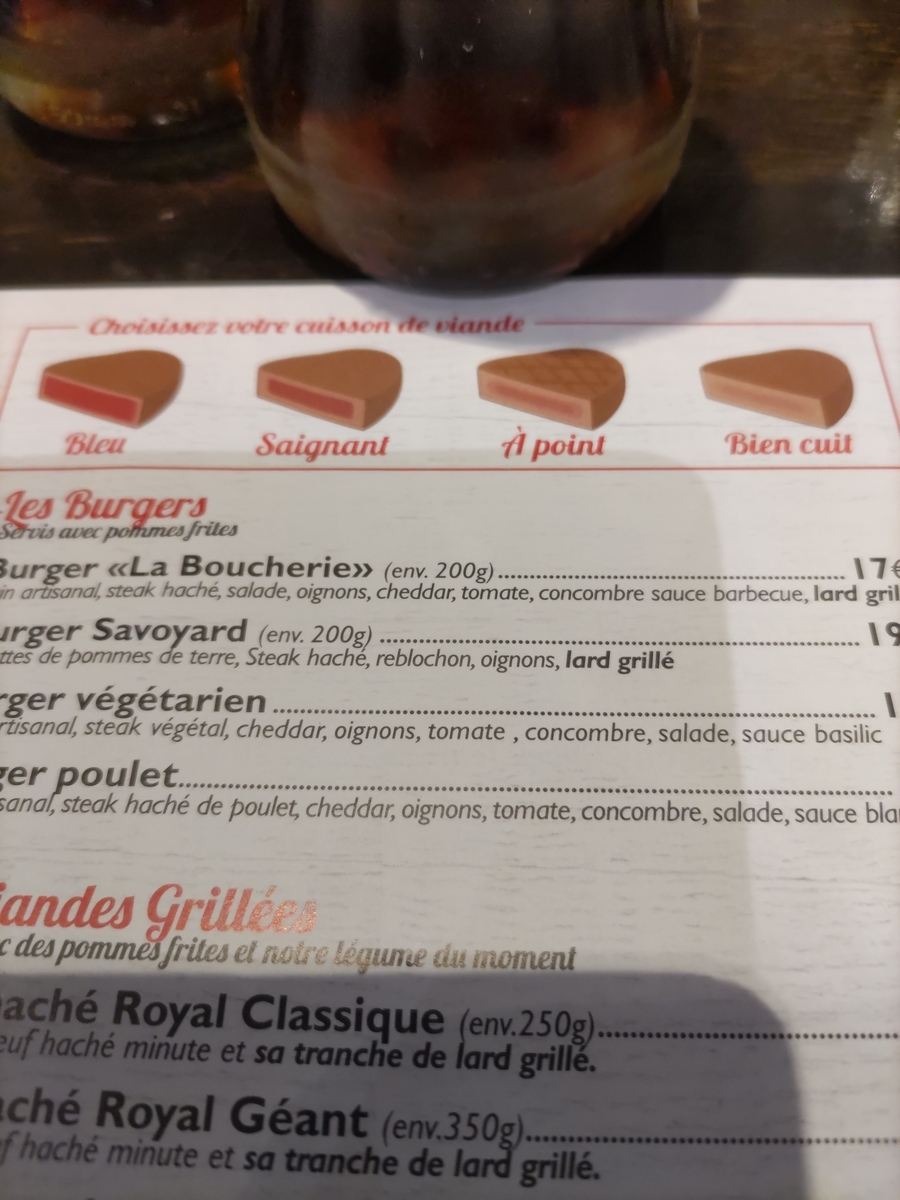 Choisissez votre cuisson de viande
Bleu Saignant À point Bien cuit
Les Burgers
Servis avec pommes frites
Burger «La Boucherie» (env. 200g) 17€
in artisanal, steak haché, salade, oignons, cheddar, tomate, concombre sauce barbecue, lard gril
urger Savoyard (env. 200g) 19
ttes de pommes de terre, Steak haché, reblochon, oignons, lard grillé
rger végétarien 1
rtisanal, steak végétal, cheddar, oignons, tomate , concombre, salade, sauce basilic
ger poulet
sanal, steak haché de poulet, cheddar, oignons, tomate, concombre, salade, sauce bla
iandes Grillées
c des pommes frites et notre légume du moment
aché Royal Classique (env.250g)
euf haché minute et sa tranche de lard grillé.
aché Royal Géant (env.350g)
f haché minute et sa tranche de lard grillé.